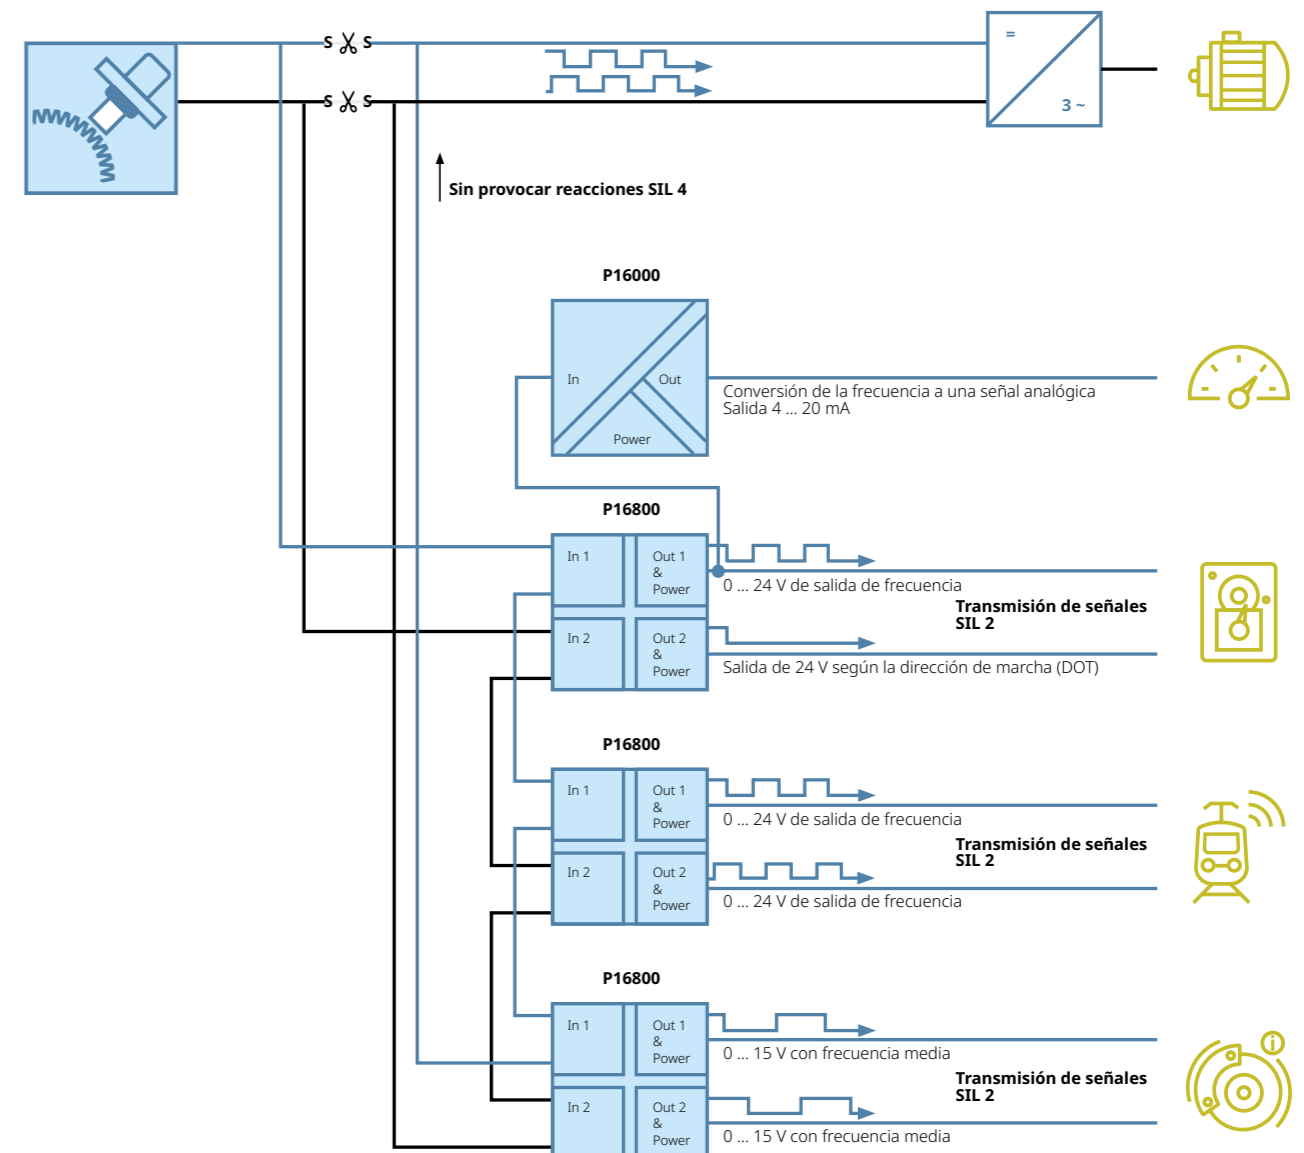 S S
=
S S
3 ~
Sin provocar reacciones SIL 4
P16000
In
Out
Power
Conversión de la frecuencia a una señal analógica
Salida 4 ... 20 mA
P16800
In 1
Out 1
&
Power
0 ... 24 V de salida de frecuencia
Transmisión de señales
SIL 2
In 2
Out 2
&
Power
Salida de 24 V según la dirección de marcha (DOT)
P16800
In 1
Out 1
&
Power
0 ... 24 V de salida de frecuencia
Transmisión de señales
SIL 2
In 2
Out 2
&
Power
0 ... 24 V de salida de frecuencia
P16800
In 1
Out 1
&
Power
0 ... 15 V con frecuencia media
Transmisión de señales
SIL 2
In 2
Out 2
&
Power
0 ... 15 V con frecuencia media
i